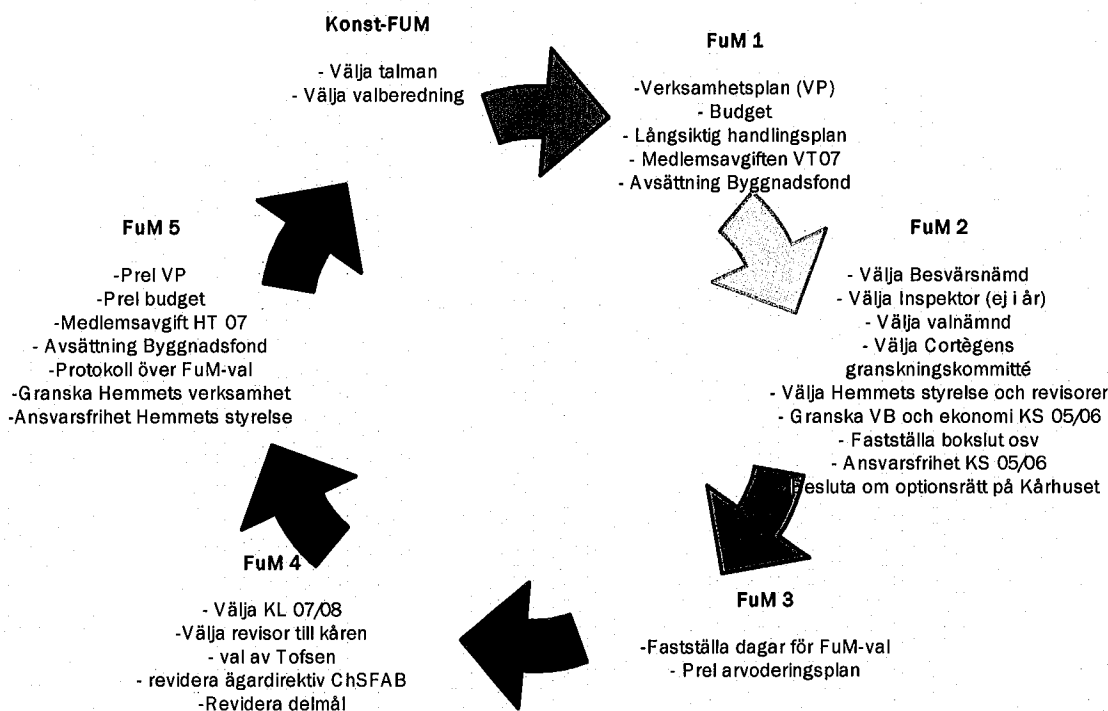 Konst-FUM
- Välja talman
- Välja valberedning
FuM 1
-Verksamhetsplan (VP)
- Budget
- Långsiktig handlingsplan
- Medlemsavgiften VT07
- Avsättning Byggnadsfond
FuM 2
- Välja Besvärsnämd
- Välja Inspektor (ej i år)
- Välja valnämnd
- Välja Cortègens
granskningskommitté
- Välja Hemmets styrelse och revisorer
- Granska VB och ekonomi KS 05/06
- Fastställa bokslut osv
- Ansvarsfrihet KS 05/06
Besluta om optionsrätt på Kårhuset
FuM 3
-Fastställa dagar för FuM-val
- Prel arvoderingsplan
FuM 4
- Välja KL 07/08
-Välja revisor till kåren
- val av Tofsen
- revidera ägardirektiv ChSFAB
-Revidera delmål
FuM 5
-Prel VP
-Prel budget
-Medlemsavgift HT 07
- Avsättning Byggnadsfond
-Protokoll över FuM-val
-Granska Hemmets verksamhet
-Ansvarsfrihet Hemmets styrelse